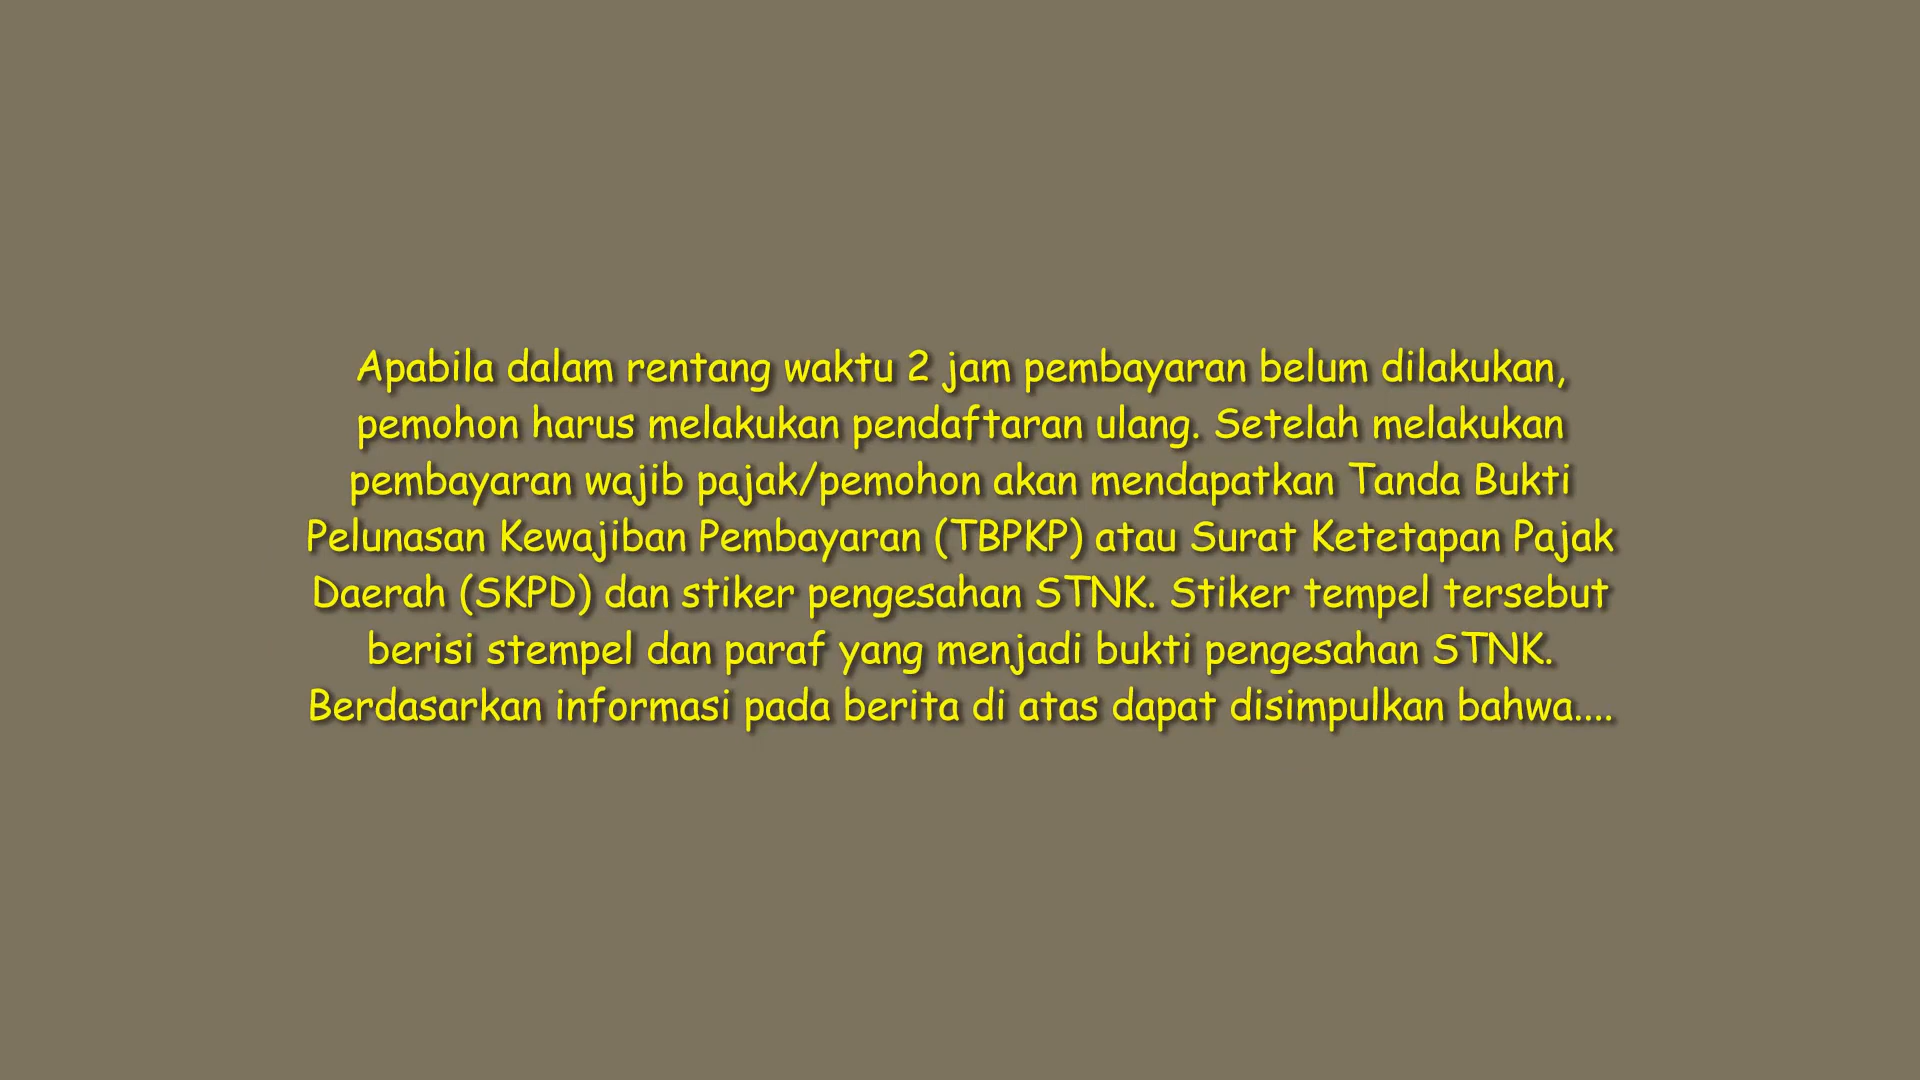 Apabila dalam rentang waktu 2 jam pembayaran belum dilakukan,
pemohon harus melakukan pendaftaran ulang. Setelah melakukan
pembayaran wajib pajak/pemohon akan mendapatkan Tanda Bukti
Pelunasan Kewajiban Pembayaran (TBPKP) atau Surat Ketetapan Pajak
Daerah (SKPD) dan stiker pengesahan STNK. Stiker tempel tersebut
berisi stempel dan paraf yang menjadi bukti pengesahan STNK.
Berdasarkan informasi pada berita di atas dapat disimpulkan bahwa....